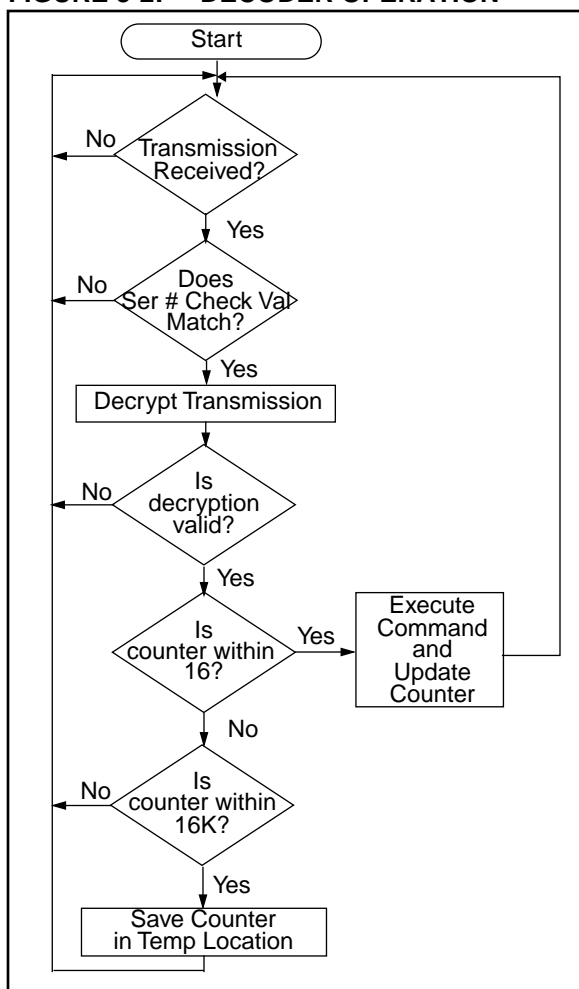 Start
No
Transmission
Received?
Yes
No
Does
Ser # Check Val
Match?
Yes
Decrypt Transmission
No
Is
decryption
valid?
Yes
Is
counter within
16?
Yes
Execute
Command
and
Update
Counter
No
No
Is
counter within
16K?
Yes
Save Counter
in Temp Location